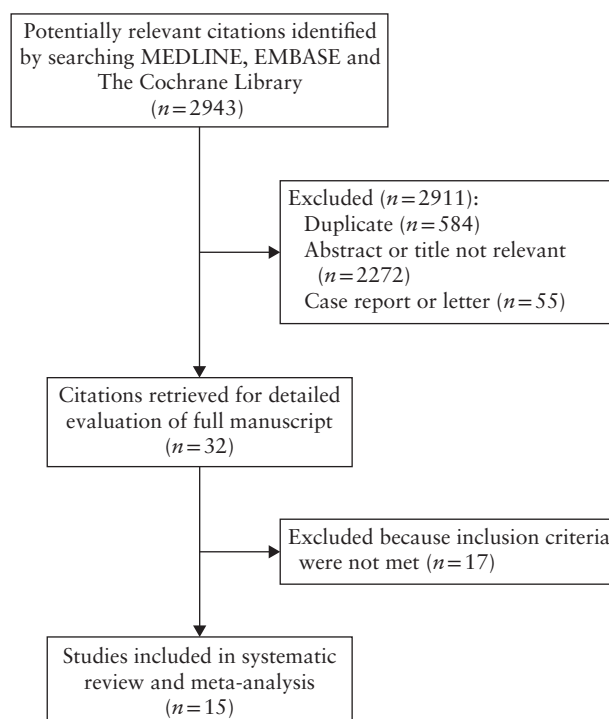 Potentially relevant citations identified
by searching MEDLINE, EMBASE and
The Cochrane Library
(n=2943)
Excluded (n=2911):
Duplicate (n=584)
Abstract or title not relevant
(n=2272)
Case report or letter (n=55)
Citations retrieved for detailed
evaluation of full manuscript
(n=32)
Excluded because inclusion criteria
were not met (n=17)
Studies included in systematic
review and meta-analysis
(n=15)